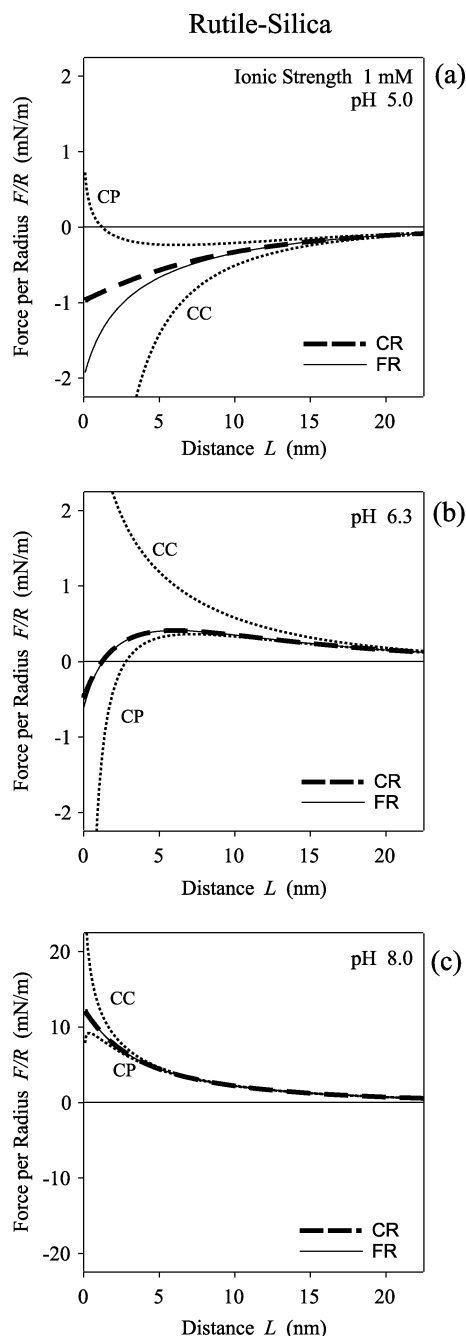 Rutile-Silica
(a)
Ionic Strength 1 mM
pH 5.0
Force per Radius F/R (mN/m)
2
1
0
-1
-2
CP
CC
CR
FR
0 5 10 15 20
Distance L (nm)
(b)
pH 6.3
Force per Radius F/R (mN/m)
2
1
0
-1
-2
CC
CP
CR
FR
0 5 10 15 20
Distance L (nm)
(c)
pH 8.0
Force per Radius F/R (mN/m)
20
10
0
-10
-20
CC
CP
CR
FR
0 5 10 15 20
Distance L (nm)